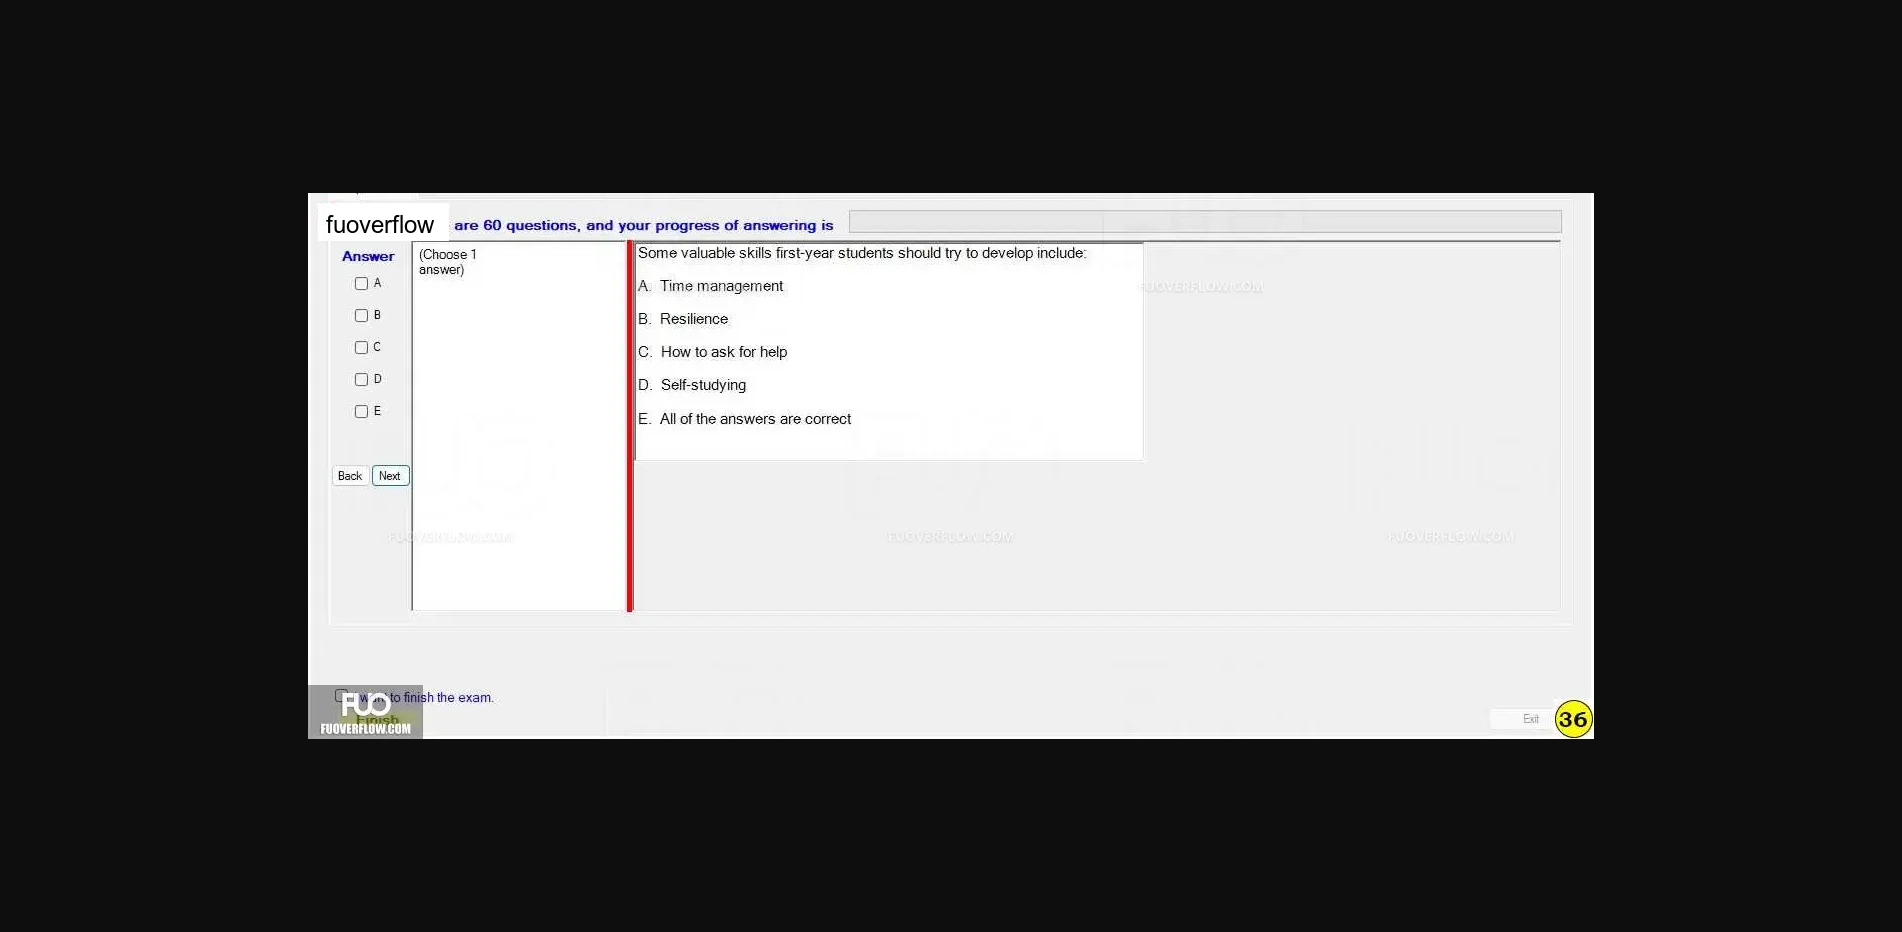 fuoverflow are 60 questions, and your progress of answering is
Answer
(Choose 1
answer)
A
B
C
D
E
Back Next
Some valuable skills first-year students should try to develop include:
A. Time management
B. Resilience
C. How to ask for help
D. Self-studying
E. All of the answers are correct
FUOVERFLOW.COM
FUOVERFLOW.COM FUOVERFLOW.COM FUOVERFLOW.COM
want to finish the exam.
FUO
Finish
FUOVERFLOW.COM
Exit 36